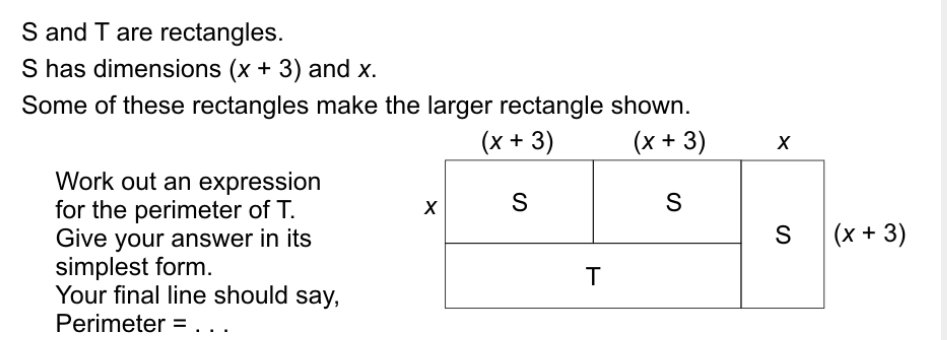 S and T are rectangles.
S has dimensions (x + 3) and x.
Some of these rectangles make the larger rectangle shown.
(x + 3) (x + 3) x
Work out an expression
for the perimeter of T.
Give your answer in its
simplest form.
Your final line should say,
Perimeter = . . .
x S S
S (x + 3)
T